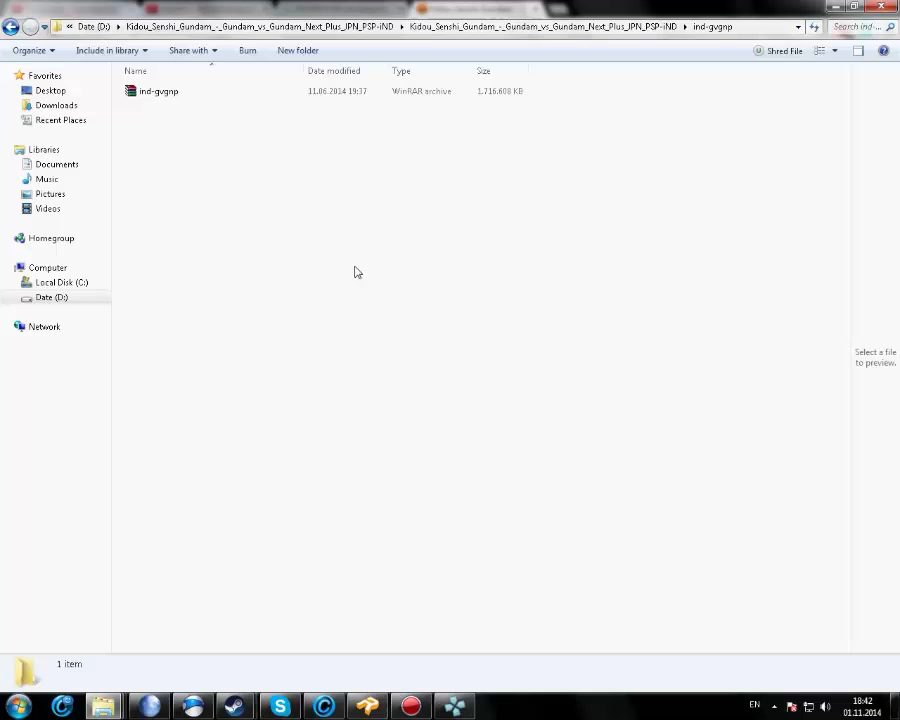 Date (D:) Kidou_Senshi_Gundam_-_Gundam_vs_Gundam_Next_Plus_JPN_PSP-iND Kidou_Senshi_Gundam_-_Gundam_vs_Gundam_Next_Plus_JPN_PSP-iND ind-gvgnp Search ind-...
Organize Include in library Share with Burn New folder Shred File
Name Date modified Type Size
ind-gvgnp 11.06.2014 19:37 WinRAR archive 1.716.608 KB
Favorites
Desktop
Downloads
Recent Places
Libraries
Documents
Music
Pictures
Videos
Homegroup
Computer
Local Disk (C:)
Date (D:)
Network
Select a file
to preview.
1 item
EN 18:42
01.11.2014